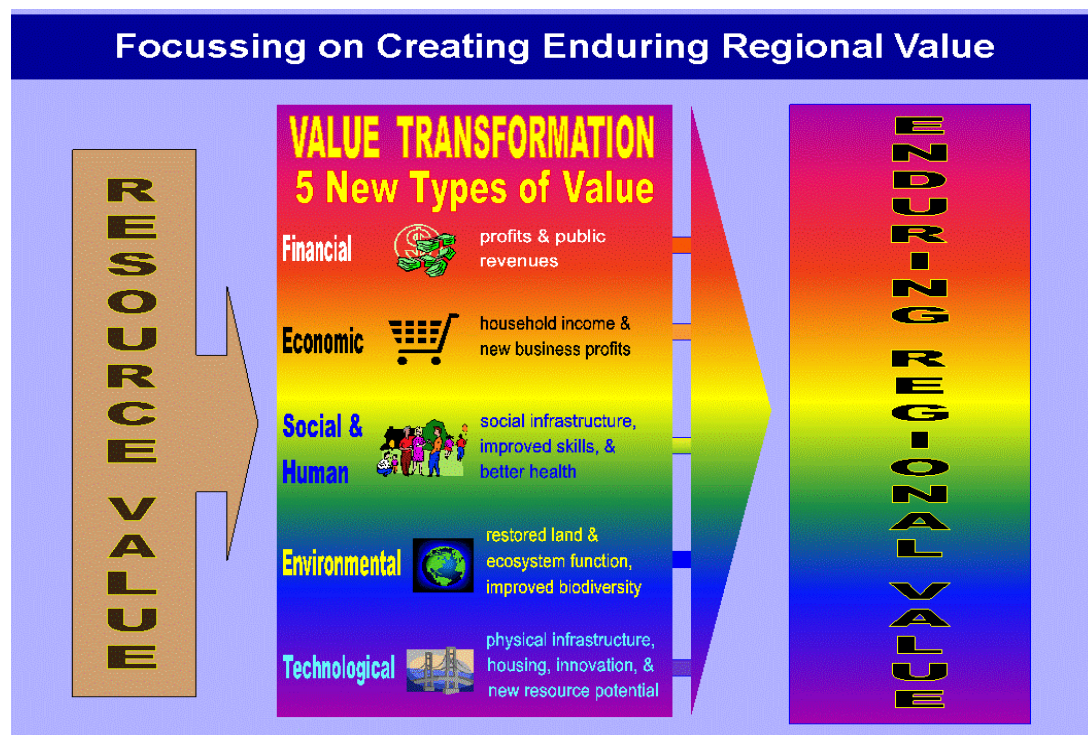 Focussing on Creating Enduring Regional Value
RESOURCE VALUE
VALUE TRANSFORMATION
5 New Types of Value
Financial
profits & public
revenues
Economic
household income &
new business profits
Social &
Human
social infrastructure,
improved skills, &
better health
Environmental
restored land &
ecosystem function,
improved biodiversity
Technological
physical infrastructure,
housing, innovation, &
new resource potential
ENDURING REGIONAL VALUE